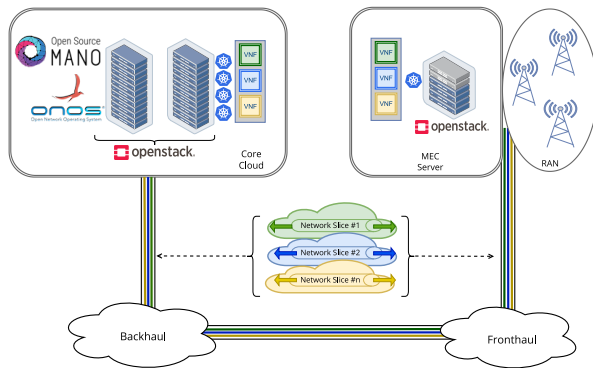 Open Source
MANO
onos
Open Network Operating System
openstack.
VNF
VNF
VNF
Core
Cloud
VNF
VNF
VNF
openstack.
MEC
Server
RAN
Network Slice #1
Network Slice #2
Network Slice #n
Backhaul
Fronthaul